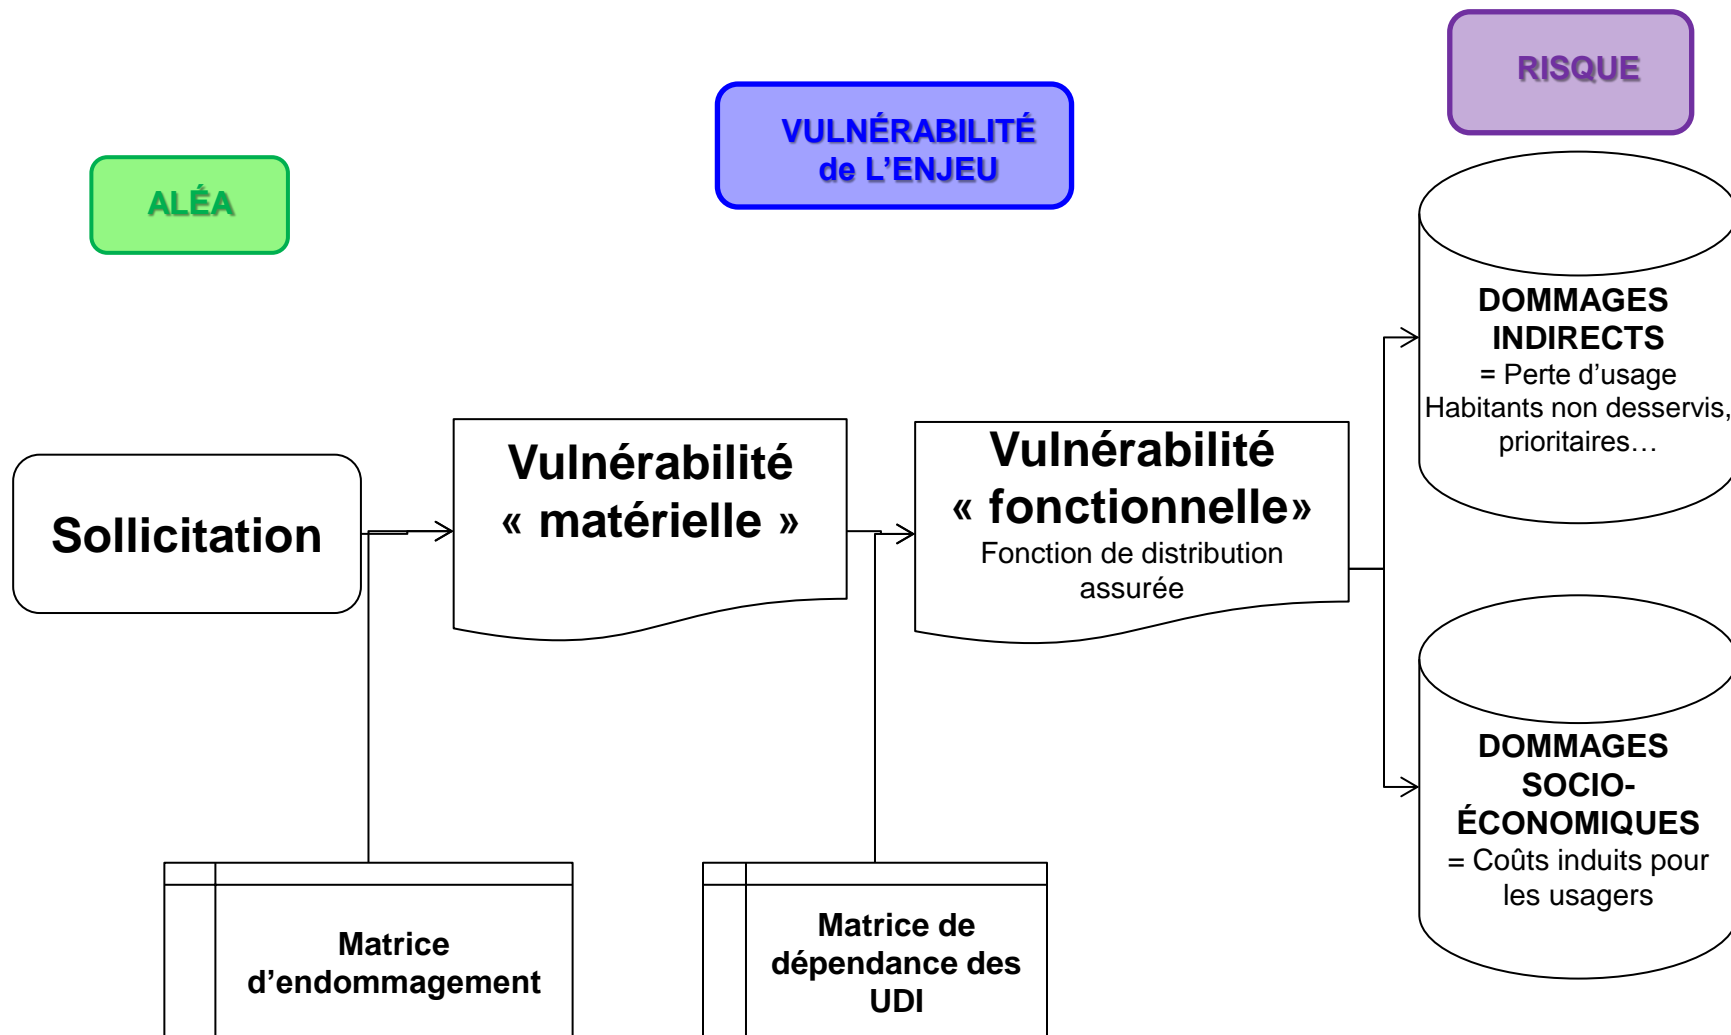 RISQUE
VULNÉRABILITÉ
de L’ENJEU
ALÉA
DOMMAGES
INDIRECTS
= Perte d’usage
Habitants non desservis,
prioritaires…
Vulnérabilité
« matérielle »
Vulnérabilité
« fonctionnelle»
Fonction de distribution
assurée
Sollicitation
DOMMAGES
SOCIO-
ÉCONOMIQUES
= Coûts induits pour
les usagers
Matrice
d’endommagement
Matrice de
dépendance des
UDI